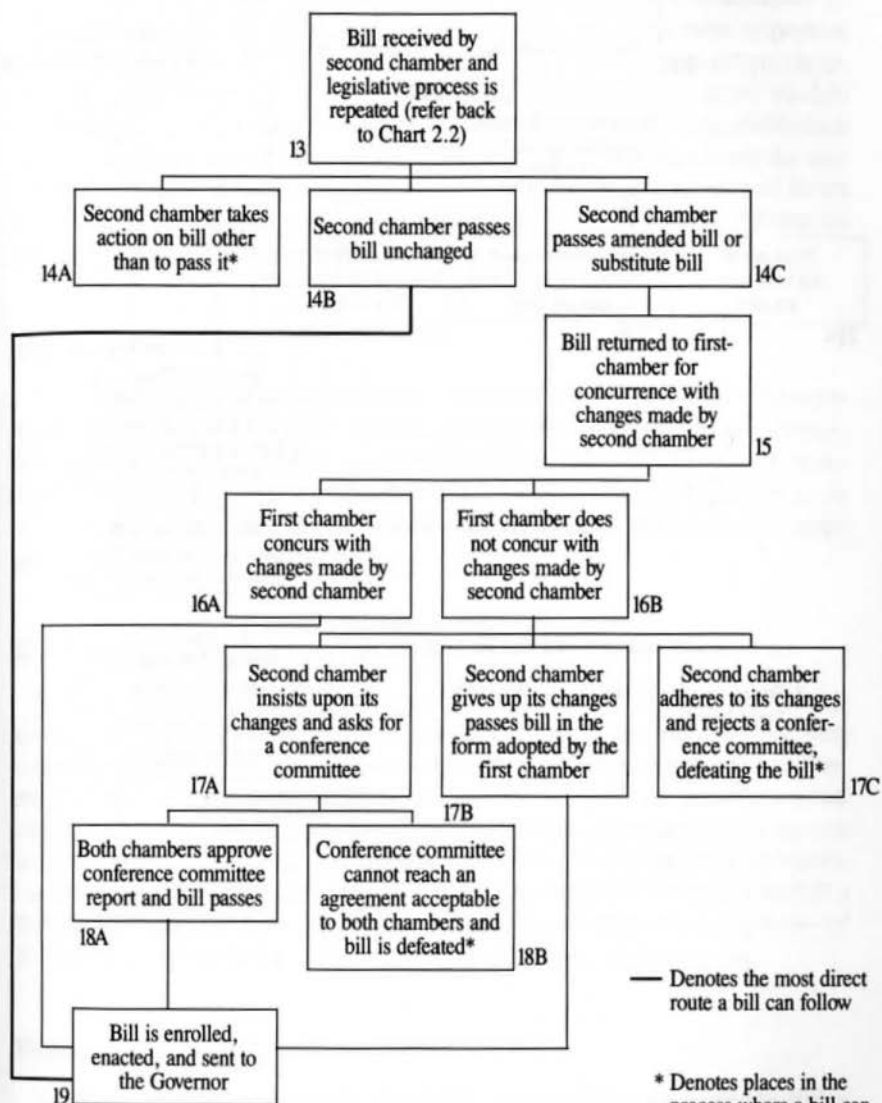 Bill received by
second chamber and
legislative process is
repeated (refer back
to Chart 2.2)
13
Second chamber takes
action on bill other
than to pass it*
14A
Second chamber passes
bill unchanged
14B
Second chamber
passes amended bill or
substitute bill
14C
Bill returned to first-
chamber for
concurrence with
changes made by
second chamber
15
First chamber
concurs with
changes made by
second chamber
16A
First chamber does
not concur with
changes made by
second chamber
16B
Second chamber
insists upon its
changes and asks for
a conference
committee
17A
Second chamber
gives up its changes
passes bill in the
form adopted by the
first chamber
17B
Second chamber
adheres to its changes
and rejects a confer-
ence committee,
defeating the bill*
17C
Both chambers approve
conference committee
report and bill passes
18A
Conference committee
cannot reach an
agreement acceptable
to both chambers and
bill is defeated*
18B
Bill is enrolled,
enacted, and sent to
the Governor
19
Denotes the most direct
route a bill can follow
* Denotes places in the
process where a bill can